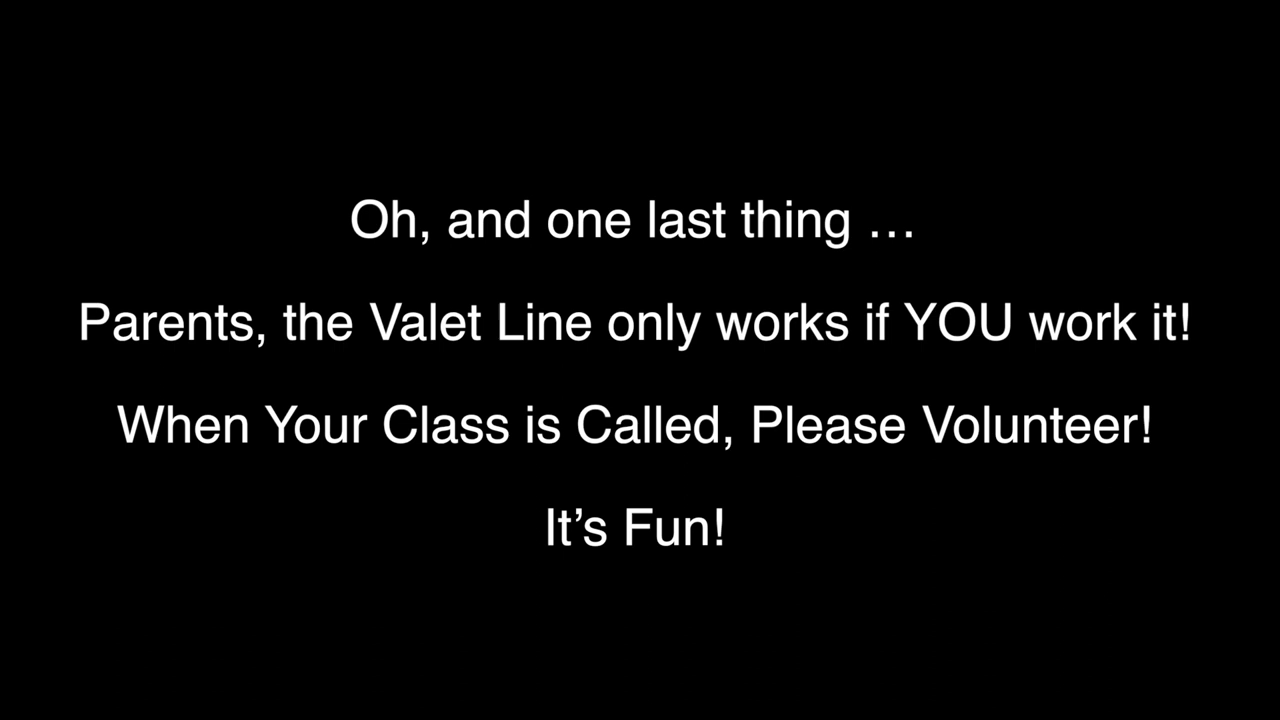 Oh, and one last thing …
Parents, the Valet Line only works if YOU work it!
When Your Class is Called, Please Volunteer!
It’s Fun!